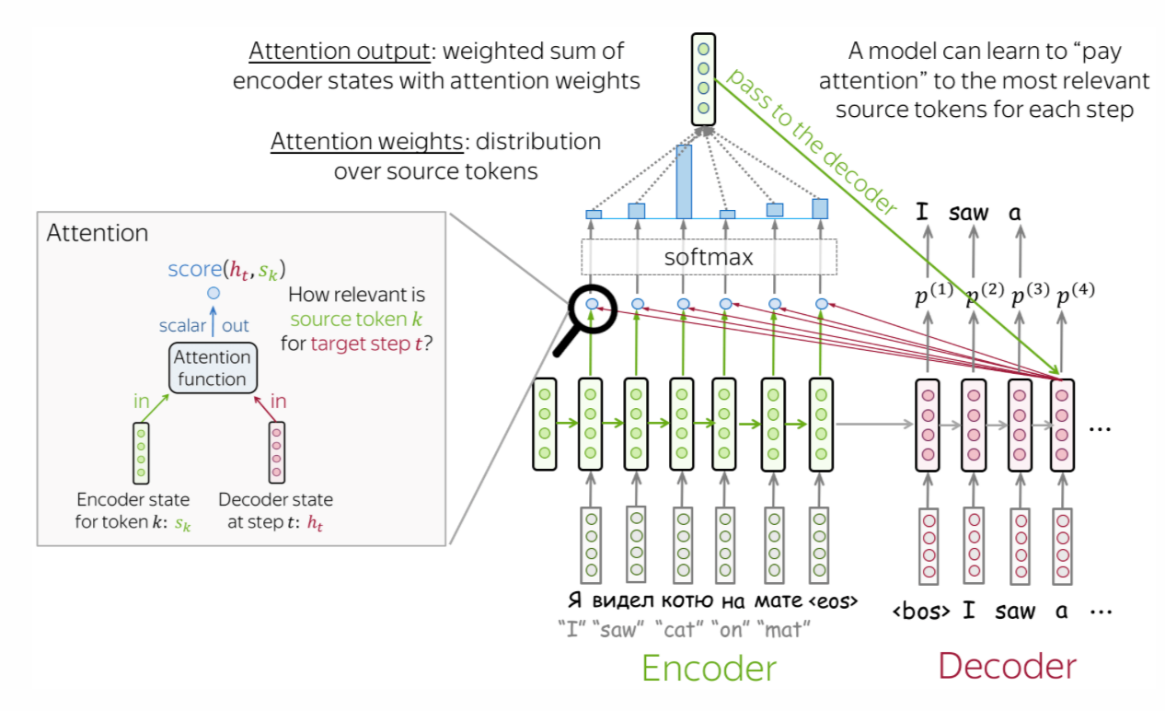 Attention output: weighted sum of
encoder states with attention weights
A model can learn to “pay
attention” to the most relevant
source tokens for each step
pass to the decoder
Attention weights: distribution
over source tokens
I saw a
softmax
p⁽¹⁾ p⁽²⁾ p⁽³⁾ p⁽⁴⁾
Attention
score(hₜ, sₖ)
How relevant is
source token k
for target step t?
scalar out
Attention
function
in in
Encoder state
for token k: sₖ
Decoder state
at step t: hₜ
...
Я видел котю на мате <eos>
“I” “saw” “cat” “on” “mat”
<bos> I saw a ...
Encoder
Decoder